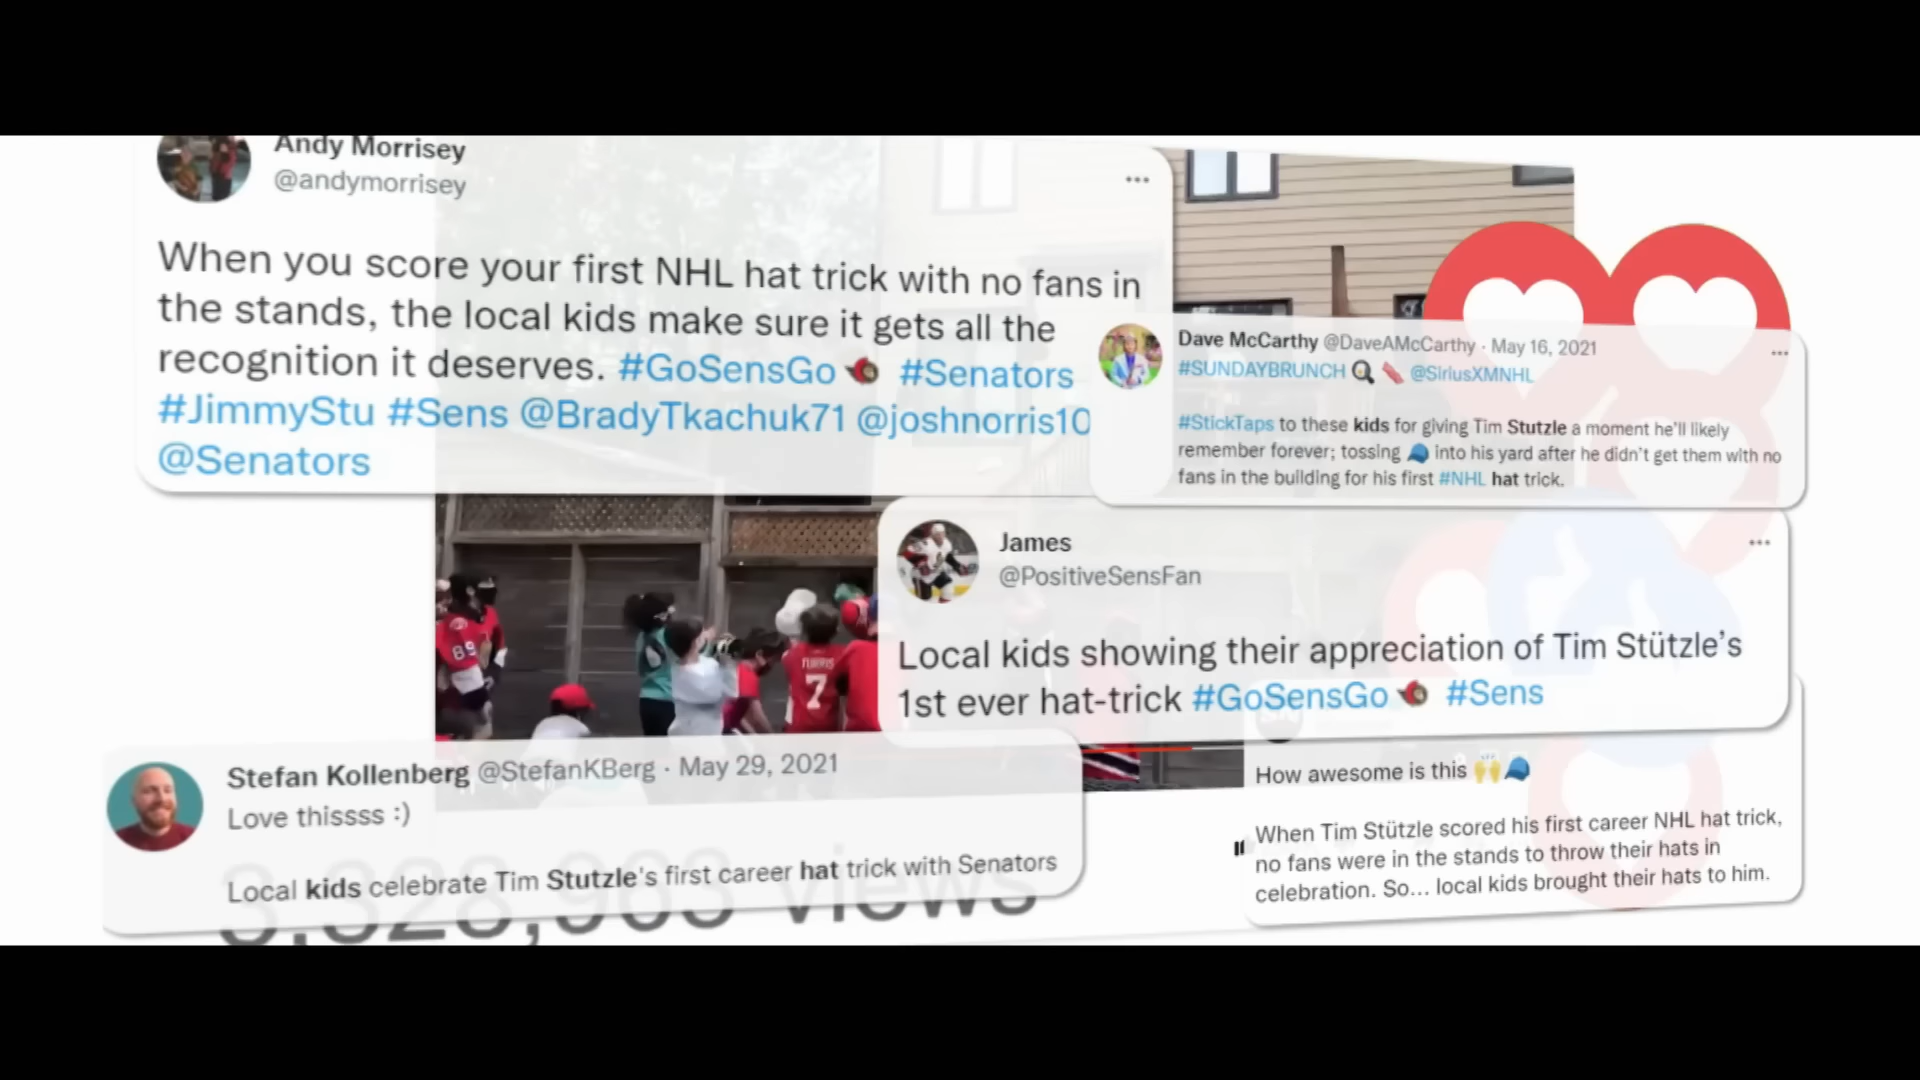 Andy Morrisey
@andymorrisey
When you score your first NHL hat trick with no fans in
the stands, the local kids make sure it gets all the
recognition it deserves. #GoSensGo #Senators
#JimmyStu #Sens @BradyTkachuk71 @joshnorris10
@Senators
Dave McCarthy @DaveAMcCarthy · May 16, 2021
#SUNDAYBRUNCH 🍳 🥓 @SiriusXMNHL
#StickTaps to these kids for giving Tim Stutzle a moment he'll likely
remember forever; tossing 🧢 into his yard after he didn't get them with no
fans in the building for his first #NHL hat trick.
James
@PositiveSensFan
Local kids showing their appreciation of Tim Stützle's
1st ever hat-trick #GoSensGo #Sens
89
7
Stefan Kollenberg @StefanKBerg · May 29, 2021
Love thissss :)
Local kids celebrate Tim Stutzle's first career hat trick with Senators
3,328,963 views
How awesome is this 🙌🧢
When Tim Stützle scored his first career NHL hat trick,
no fans were in the stands to throw their hats in
celebration. So... local kids brought their hats to him.